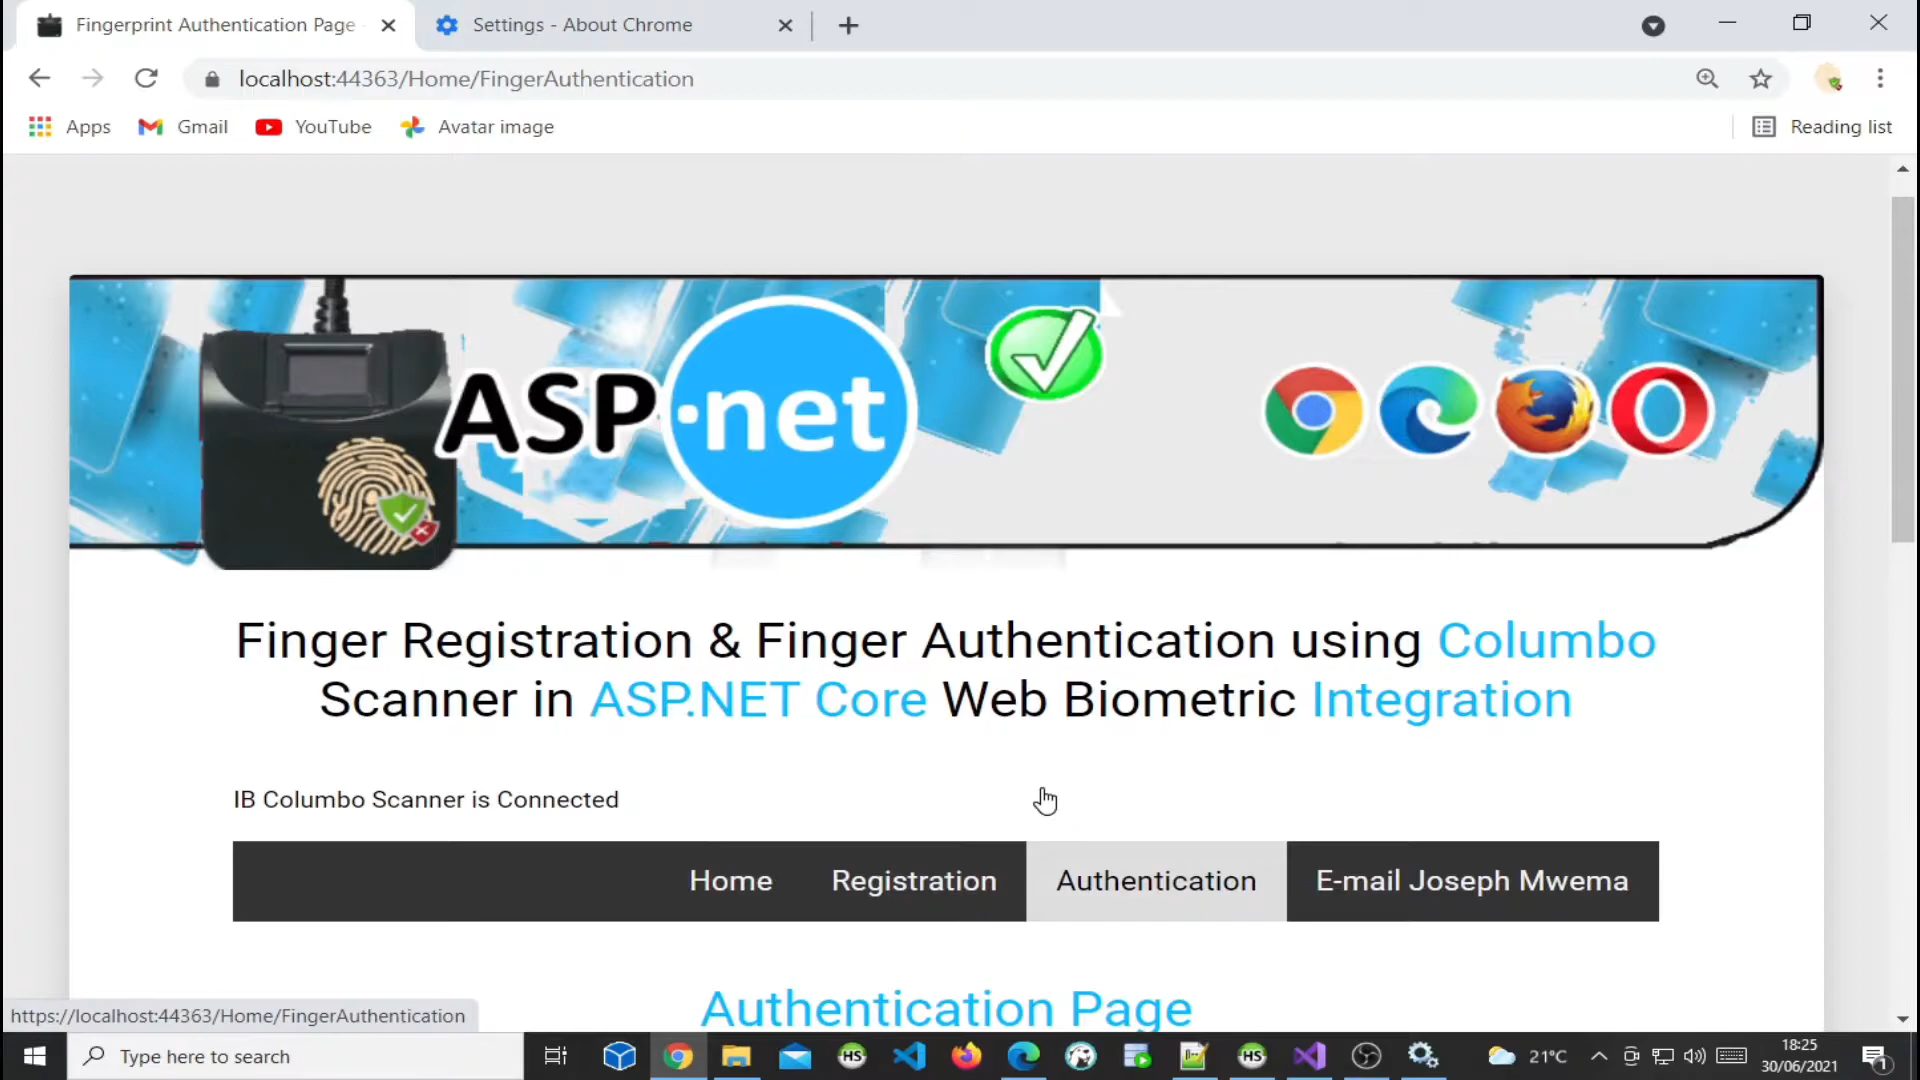 Fingerprint Authentication Page
Settings - About Chrome
localhost:44363/Home/FingerAuthentication
Apps
Gmail
YouTube
Avatar image
Reading list
ASP
.net
Finger Registration & Finger Authentication using Columbo
Scanner in ASP.NET Core Web Biometric Integration
IB Columbo Scanner is Connected
Home
Registration
Authentication
E-mail Joseph Mwema
Authentication Page
https://localhost:44363/Home/FingerAuthentication
Type here to search
HS
HS
21°C
18:25
30/06/2021
1